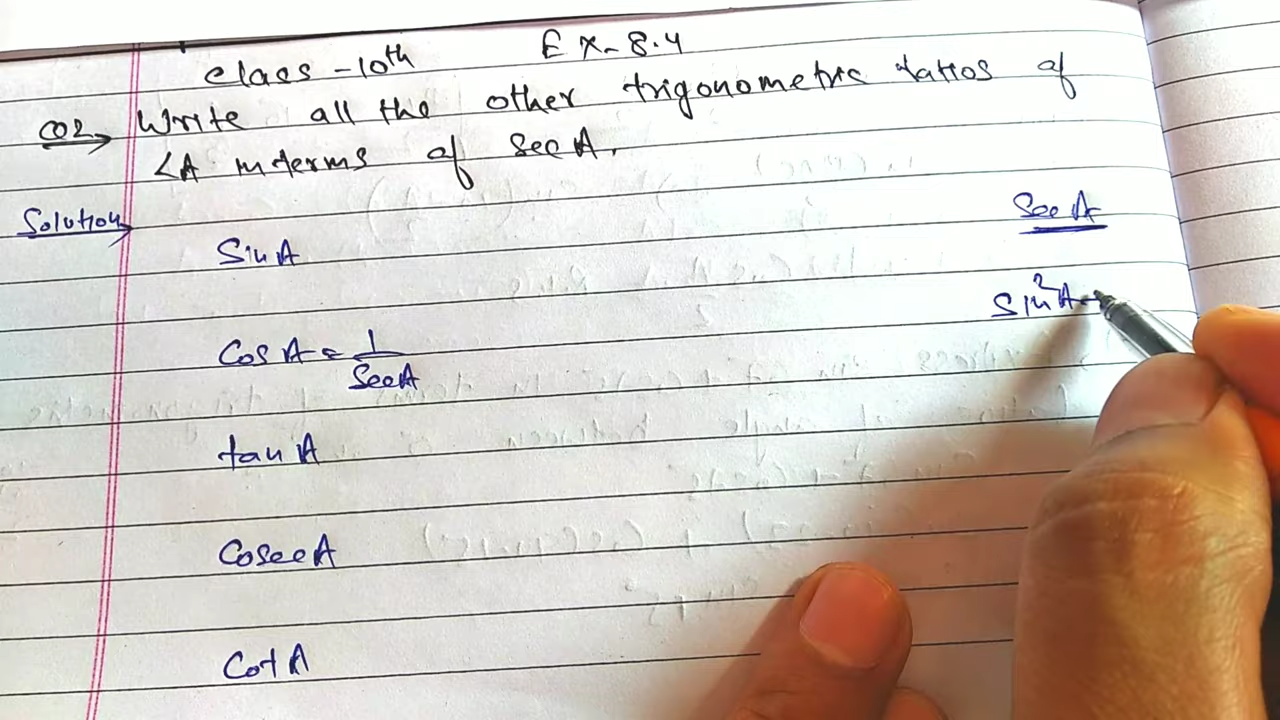 Class - 10th Ex - 8.4
Q02 → Write all the other trigonometric ratios of
∠A in terms of Sec A.
Solution
Sec A
Sin A
Sin²A
Cos A = 1/Sec A
tan A
Cosec A
Cot A